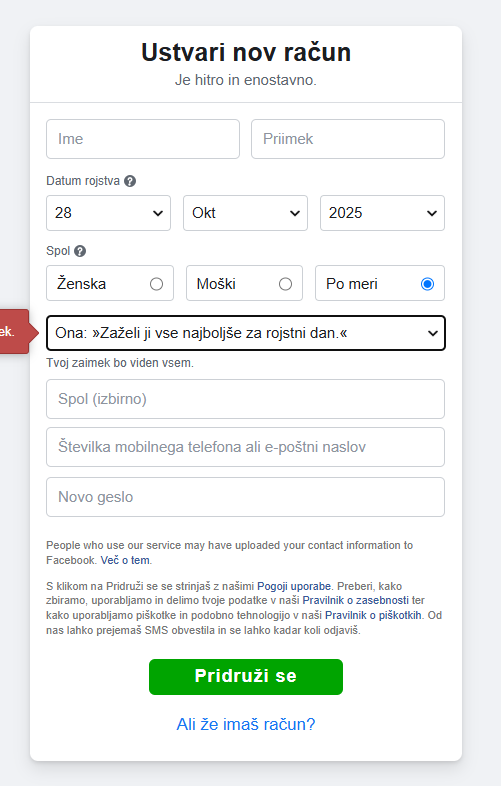 Ustvari nov račun
Je hitro in enostavno.
Ime
Priimek
Datum rojstva
28
Okt
2025
Spol
Ženska
Moški
Po meri
ek.
Ona: »Zaželi ji vse najboljše za rojstni dan.«
Tvoj zaimek bo viden vsem.
Spol (izbirno)
Številka mobilnega telefona ali e-poštni naslov
Novo geslo
People who use our service may have uploaded your contact information to
Facebook. Več o tem.
S klikom na Pridruži se se strinjaš z našimi Pogoji uporabe. Preberi, kako
zbiramo, uporabljamo in delimo tvoje podatke v naši Pravilnik o zasebnosti ter
kako uporabljamo piškotke in podobno tehnologijo v naši Pravilnik o piškotkih. Od
nas lahko prejemaš SMS obvestila in se lahko kadar koli odjaviš.
Pridruži se
Ali že imaš račun?